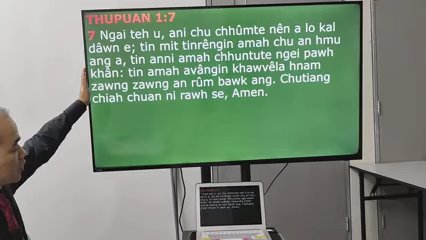 THUPUAN 1:7
7 Ngai teh u, ani chu chhûmte nên a lo kal
dâwn e; tin mit tinrêngin amah chu an hmu
ang a, tin anni amah chhuntute ngei pawh
khân: tin amah avângin khawvêla hnam
zawng zawng an rûm bawk ang. Chutiang
chiah chuan ni rawh se, Amen.